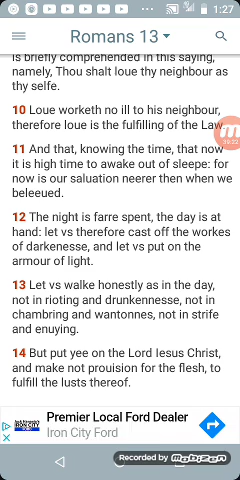 1:27
Romans 13
is briefly comprehended in this saying,
namely, Thou shalt loue thy neighbour as
thy selfe.
10 Loue worketh no ill to his neighbour,
therefore loue is the fulfilling of the Law.
11 And that, knowing the time, that now
it is high time to awake out of sleepe: for
now is our saluation neerer then when we
beleeued.
12 The night is farre spent, the day is at
hand: let vs therefore cast off the workes
of darkenesse, and let vs put on the
armour of light.
13 Let vs walke honestly as in the day,
not in rioting and drunkennesse, not in
chambring and wantonnes, not in strife
and enuying.
14 But put yee on the Lord Iesus Christ,
and make not prouision for the flesh, to
fulfill the lusts thereof.
Premier Local Ford Dealer
IRON CITY
Iron City Ford
Recorded by Mobizen